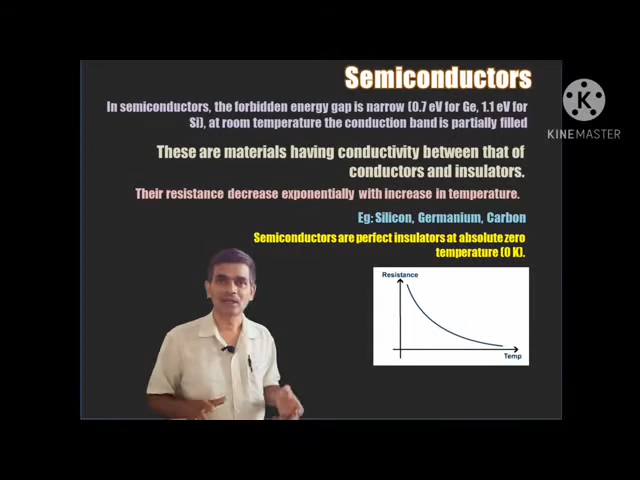 Semiconductors
In semiconductors, the forbidden energy gap is narrow (0.7 eV for Ge, 1.1 eV for
Si), at room temperature the conduction band is partially filled
K
KINEMASTER
These are materials having conductivity between that of
conductors and insulators.
Their resistance decrease exponentially with increase in temperature.
Eg: Silicon, Germanium, Carbon
Semiconductors are perfect insulators at absolute zero
temperature (0 K).
Resistance
Temp